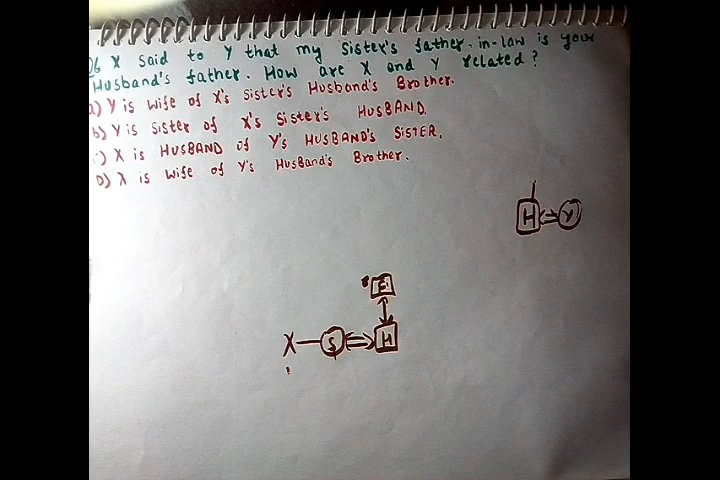 Q6 X said to Y that my sister's father-in-law is your
Husband's father. How are X and Y related?
a) Y is wife of X's sister's Husband's Brother.
b) Y is sister of X's Sister's HUSBAND.
c) X is HUSBAND of Y's HUSBAND'S SISTER.
D) X is wife of Y's HusBand's Brother.
H Y
F
X S H